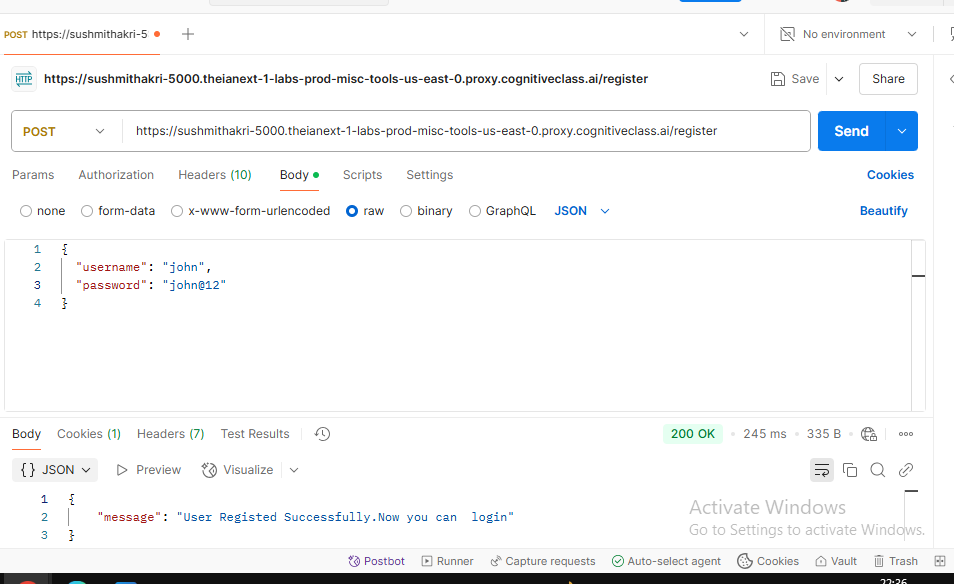 POST https://sushmithakri-5
No environment
HTTP https://sushmithakri-5000.theianext-1-labs-prod-misc-tools-us-east-0.proxy.cognitiveclass.ai/register
Save
Share
POST
https://sushmithakri-5000.theianext-1-labs-prod-misc-tools-us-east-0.proxy.cognitiveclass.ai/register
Send
Params Authorization Headers (10) Body Scripts Settings Cookies
none form-data x-www-form-urlencoded raw binary GraphQL JSON Beautify
1 {
2 "username": "john",
3 "password": "john@12"
4 }
Body Cookies (1) Headers (7) Test Results 200 OK • 245 ms • 335 B
{ } JSON Preview Visualize
1 {
2 "message": "User Registed Successfully.Now you can  login"
3 }
Activate Windows
Go to Settings to activate Windows.
Postbot Runner Capture requests Auto-select agent Cookies Vault Trash
22:26